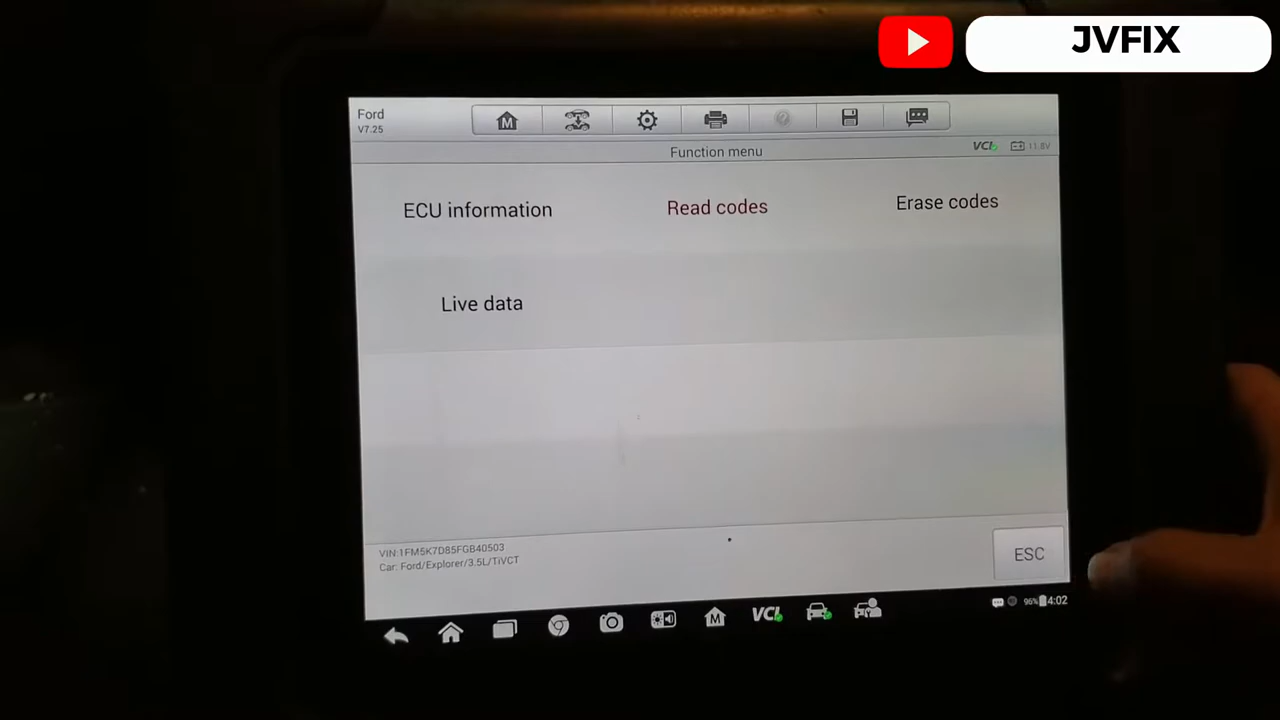 JVFIX
Ford
V7.25
M
?
Function menu
VCI
11.8V
ECU information
Read codes
Erase codes
Live data
VIN:1FM5K7D85FGB40503
Car: Ford/Explorer/3.5L/TiVCT
ESC
M
VCI
96%
4:02